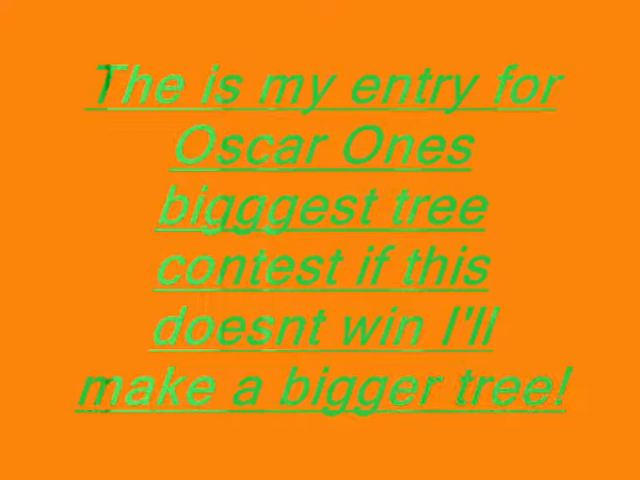 The is my entry for
Oscar Ones
bigggest tree
contest if this
doesnt win I'll
make a bigger tree!